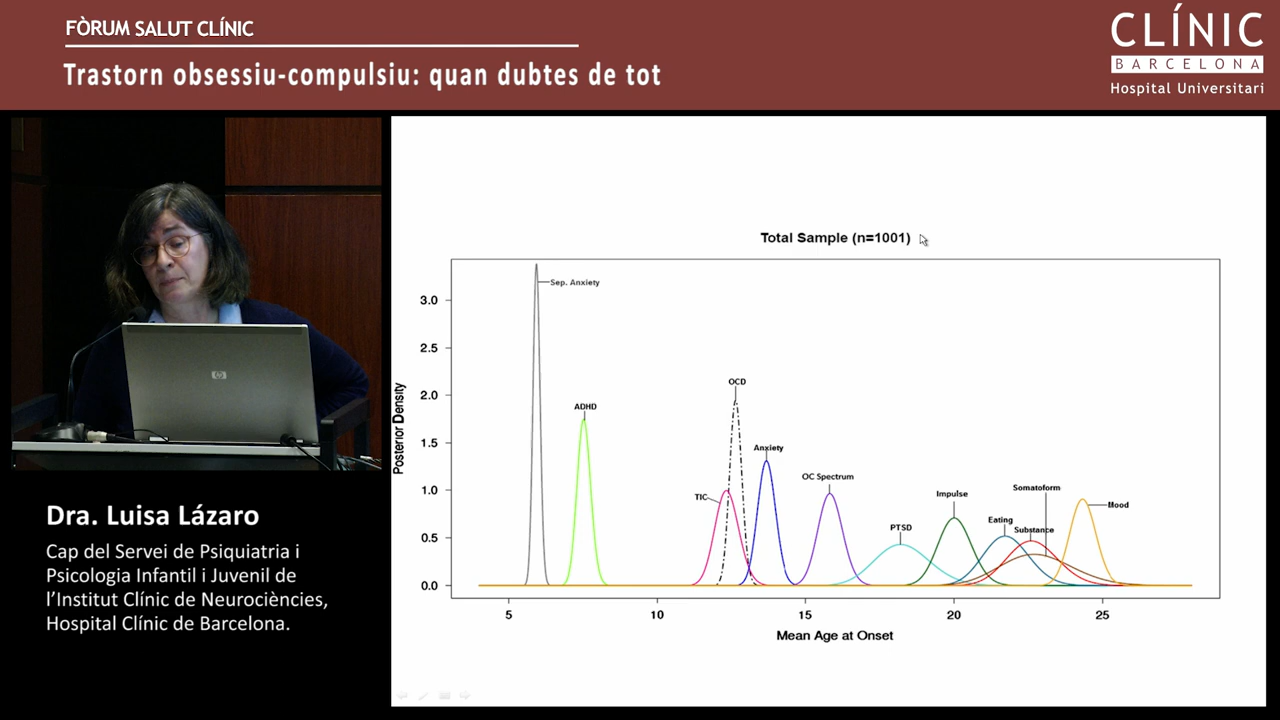 FÒRUM SALUT CLÍNIC
Trastorn obsessiu-compulsiu: quan dubtes de tot
CLÍNIC
BARCELONA
Hospital Universitari
Total Sample (n=1001)
Sep. Anxiety
ADHD
TIC
OCD
Anxiety
OC Spectrum
PTSD
Impulse
Eating
Somatoform
Substance
Mood
Posterior Density
3.0
2.5
2.0
1.5
1.0
0.5
0.0
5 10 15 20 25
Mean Age at Onset
hp
Dra. Luisa Lázaro
Cap del Servei de Psiquiatria i
Psicologia Infantil i Juvenil de
l’Institut Clínic de Neurociències,
Hospital Clínic de Barcelona.